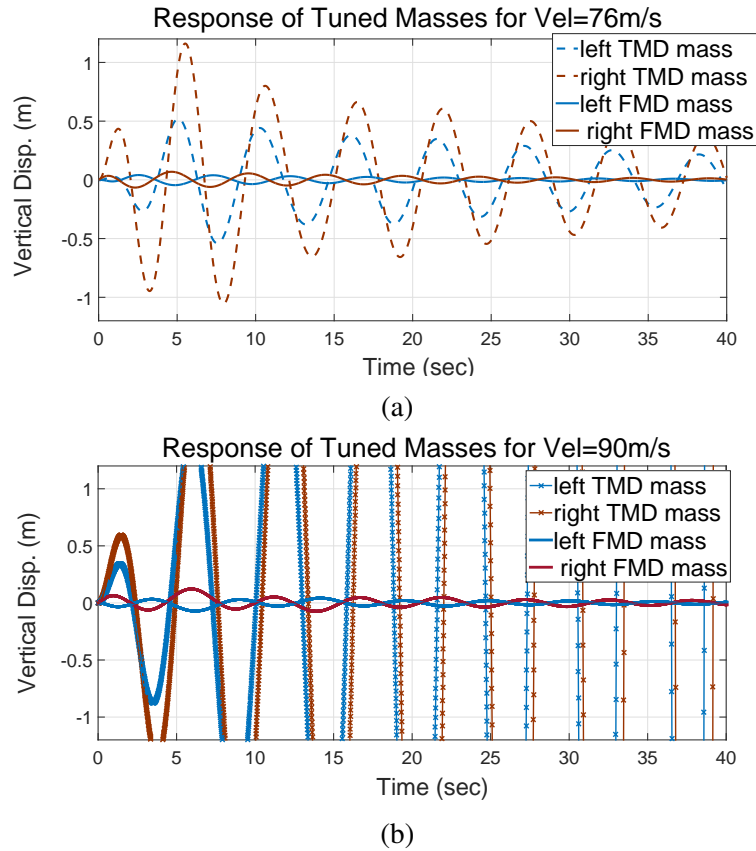 Response of Tuned Masses for Vel=76m/s
1
0.5
0
-0.5
-1
Vertical Disp. (m)
left TMD mass
right TMD mass
left FMD mass
right FMD mass
0 5 10 15 20 25 30 35 40
Time (sec)
(a)
Response of Tuned Masses for Vel=90m/s
1
0.5
0
-0.5
-1
Vertical Disp. (m)
left TMD mass
right TMD mass
left FMD mass
right FMD mass
0 5 10 15 20 25 30 35 40
Time (sec)
(b)